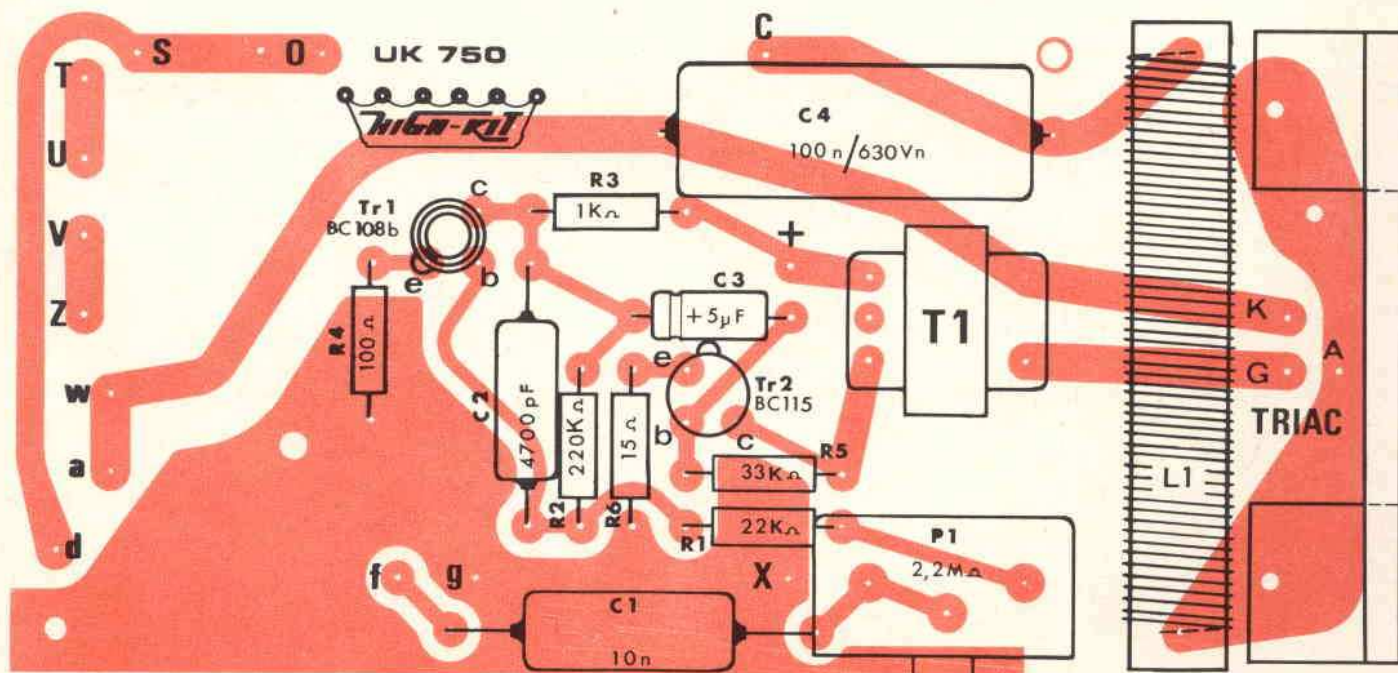 S O
UK 750
HIGH-KIT
C
T
U
V
Z
w
a
d
C4
100n/630Vn
R3
1KΩ
Tr1
BC108b
c
e
b
+
C3
+5µF
R4
100Ω
C2
4700pF
220KΩ
R2
15Ω
R6
e
b
c
Tr2
BC115
R5
33KΩ
R1
22KΩ
T1
K
G
A
TRIAC
L1
P1
2,2MΩ
f
g
X
C1
10n